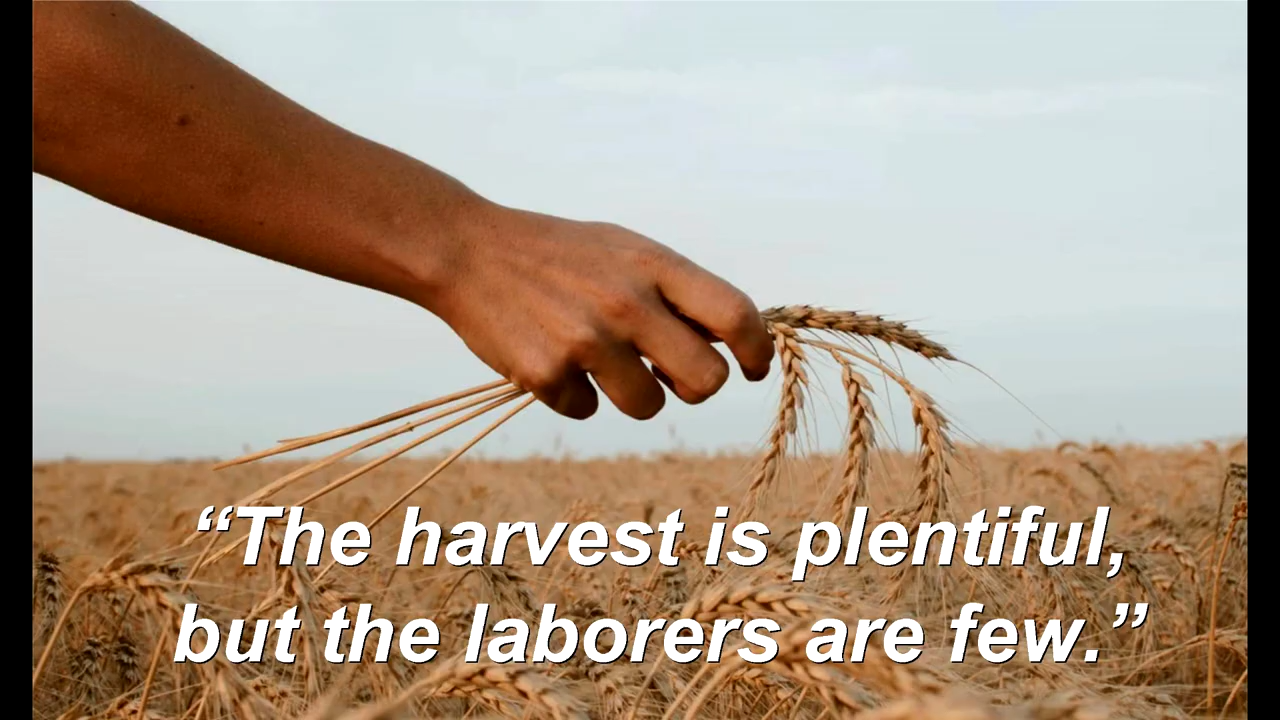 “The harvest is plentiful,
but the laborers are few.”